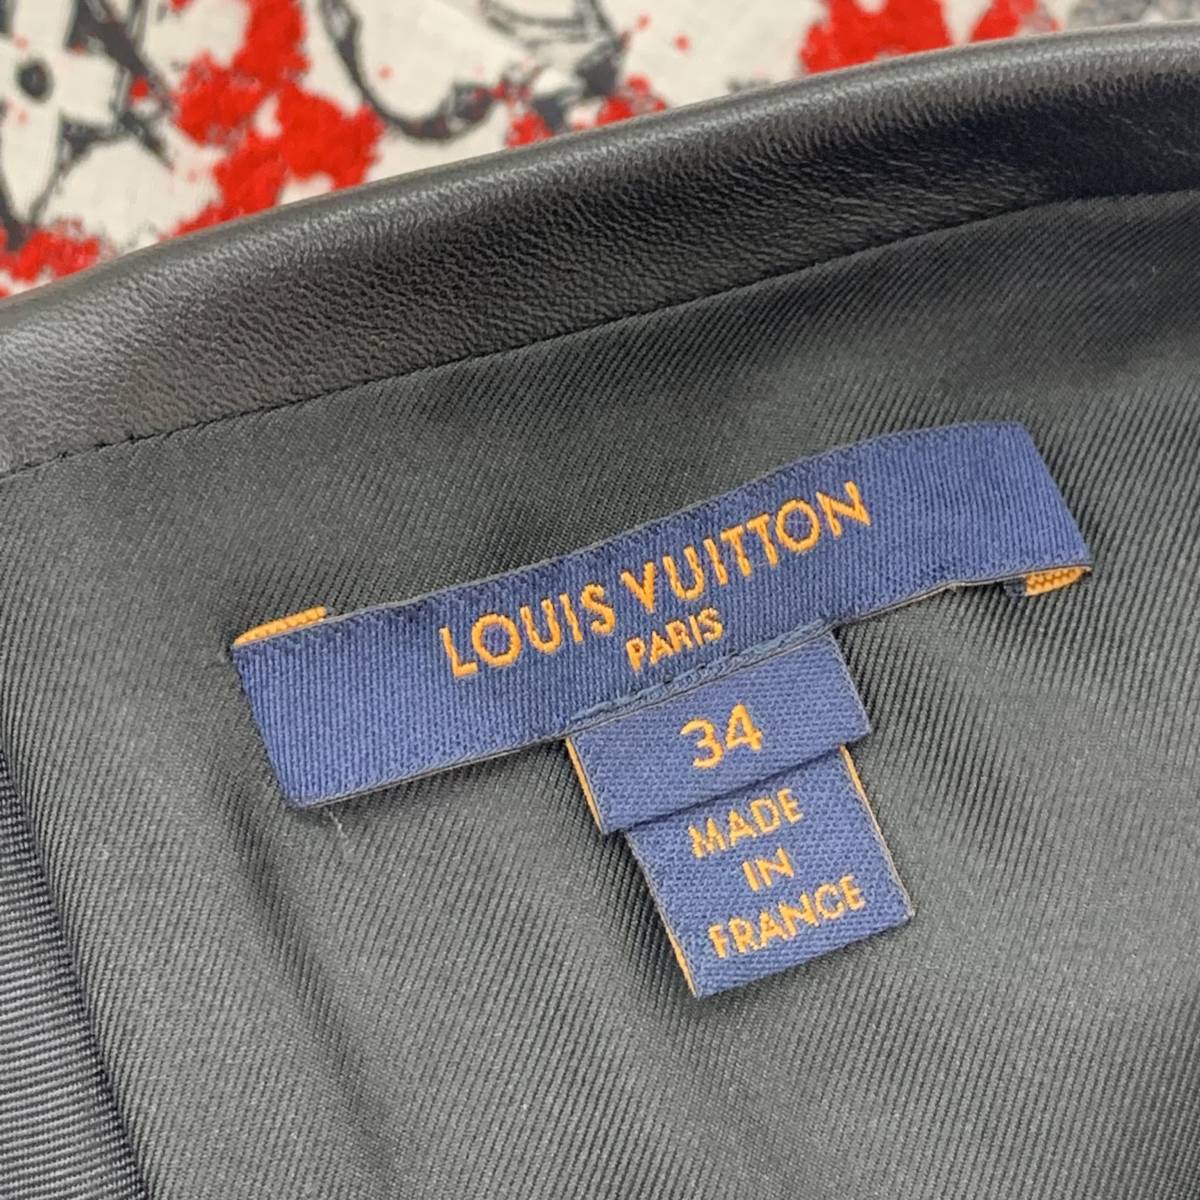 LOUIS VUITTON
PARIS
34
MADE
IN
FRANCE